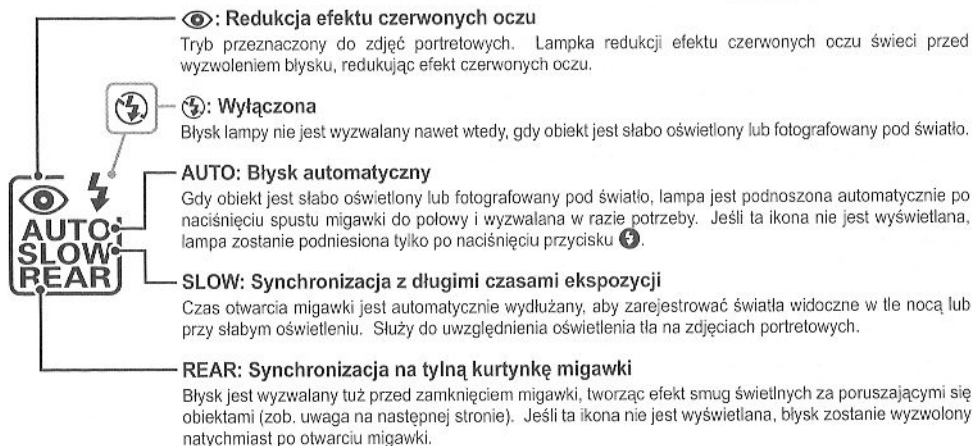 : Redukcja efektu czerwonych oczu
Tryb przeznaczony do zdjęć portretowych. Lampka redukcji efektu czerwonych oczu świeci przed
wyzwoleniem błysku, redukując efekt czerwonych oczu.
: Wyłączona
Błysk lampy nie jest wyzwalany nawet wtedy, gdy obiekt jest słabo oświetlony lub fotografowany pod światło.
AUTO: Błysk automatyczny
Gdy obiekt jest słabo oświetlony lub fotografowany pod światło, lampa jest podnoszona automatycznie po
naciśnięciu spustu migawki do połowy i wyzwalana w razie potrzeby. Jeśli ta ikona nie jest wyświetlana,
lampa zostanie podniesiona tylko po naciśnięciu przycisku .
AUTO
SLOW
REAR
SLOW: Synchronizacja z długimi czasami ekspozycji
Czas otwarcia migawki jest automatycznie wydłużany, aby zarejestrować światła widoczne w tle nocą lub
przy słabym oświetleniu. Służy do uwzględnienia oświetlenia tła na zdjęciach portretowych.
REAR: Synchronizacja na tylną kurtynkę migawki
Błysk jest wyzwalany tuż przed zamknięciem migawki, tworząc efekt smug świetlnych za poruszającymi się
obiektami (zob. uwaga na następnej stronie). Jeśli ta ikona nie jest wyświetlana, błysk zostanie wyzwolony
natychmiast po otwarciu migawki.